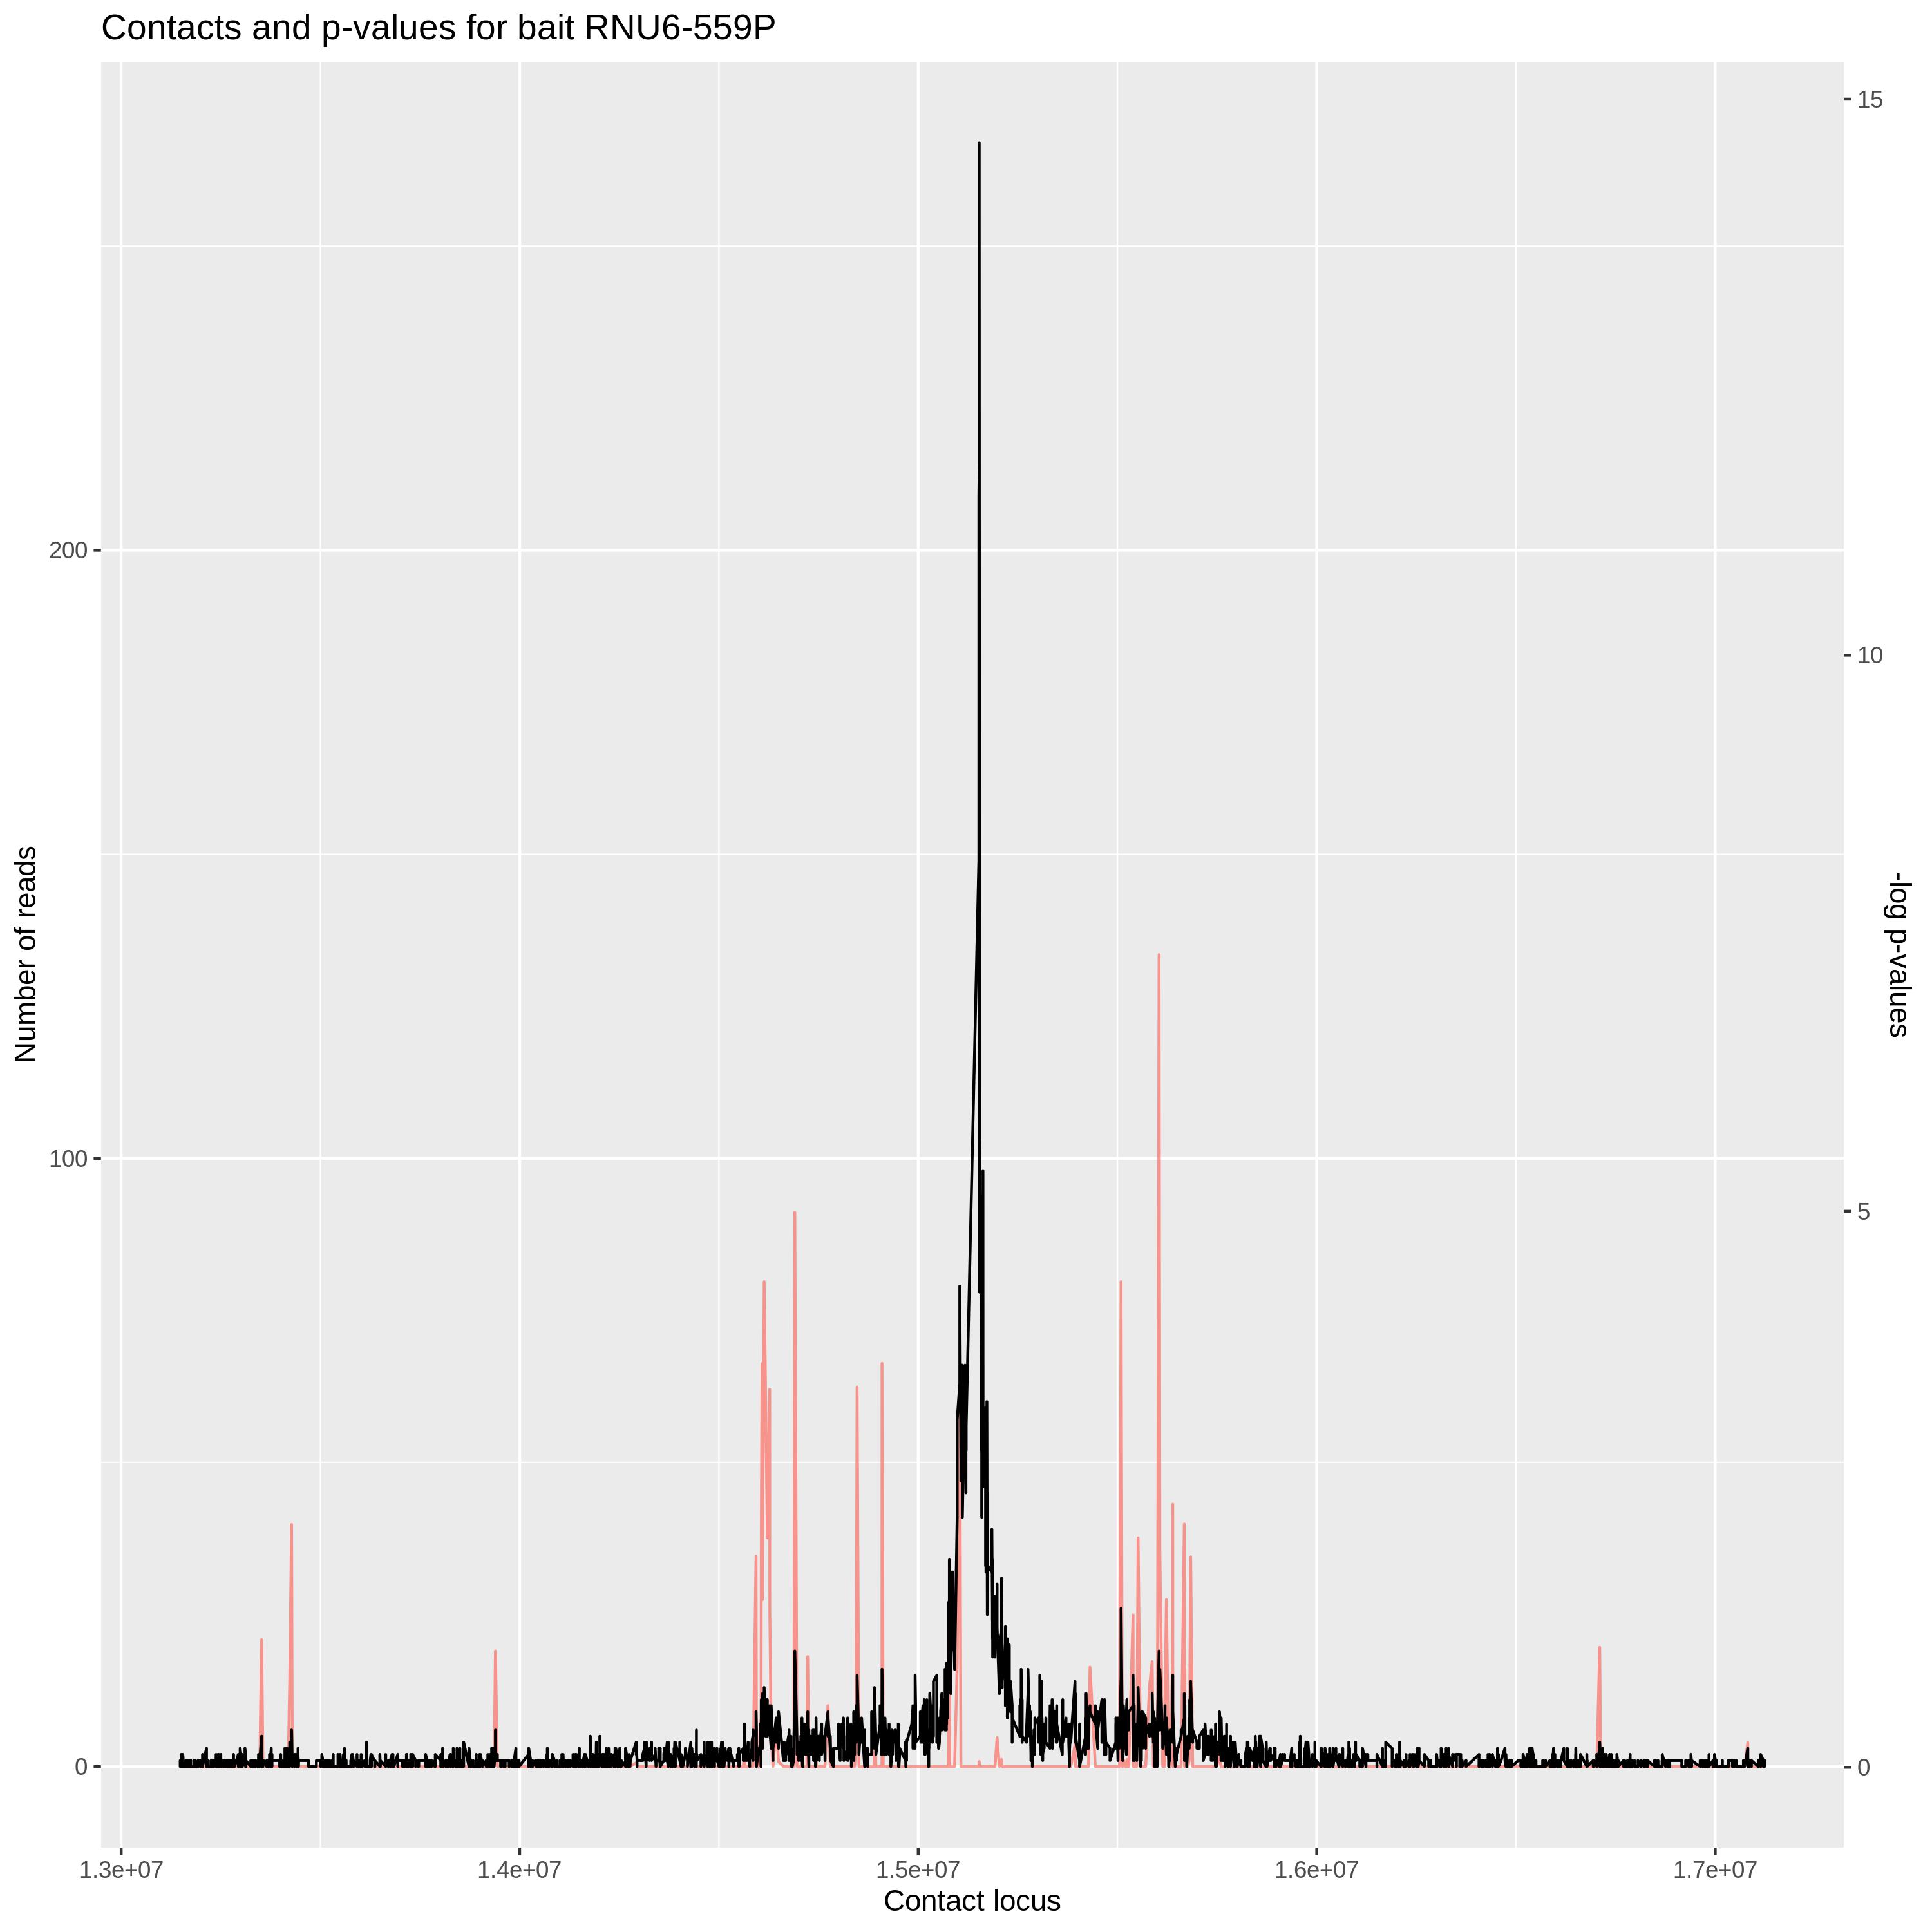 Contacts and p-values for bait RNU6-559P
15
200
10
Number of reads
-log p-values
100
5
0
0
1.3e+07
1.4e+07
1.5e+07
1.6e+07
1.7e+07
Contact locus